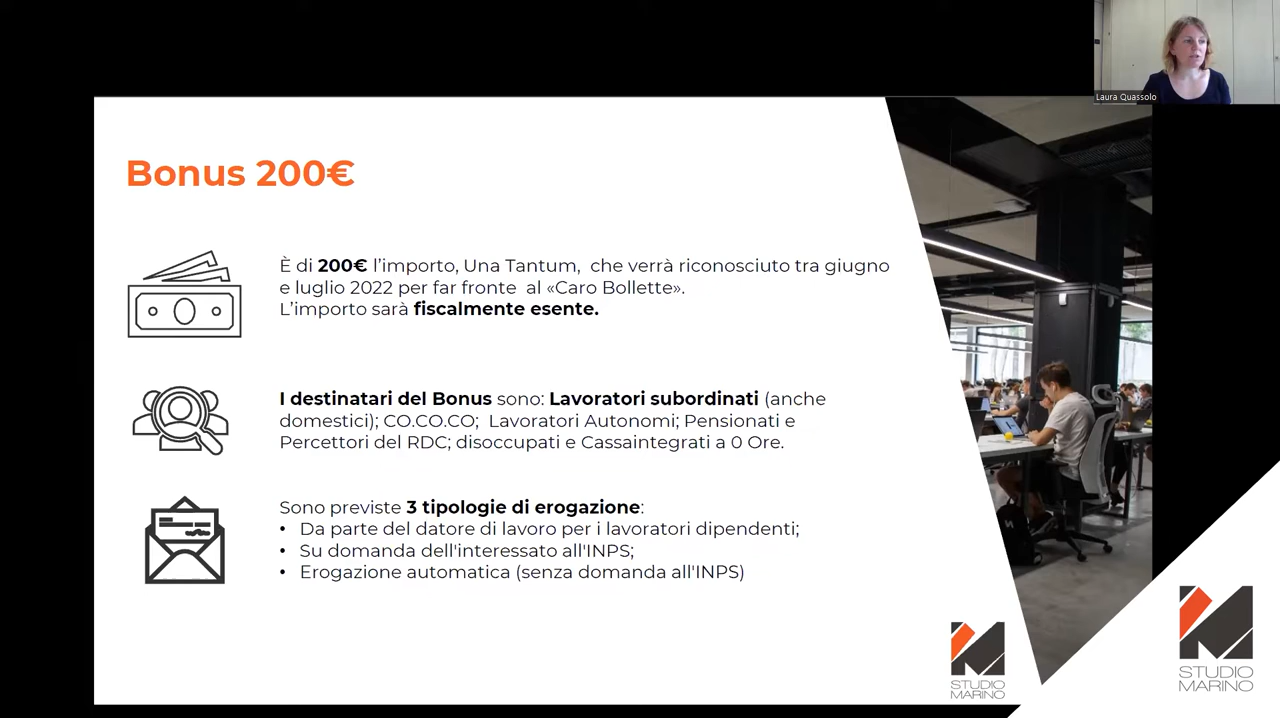 Laura Quassolo
Bonus 200€
È di 200€ l'importo, Una Tantum, che verrà riconosciuto tra giugno
e luglio 2022 per far fronte al «Caro Bollette».
L'importo sarà fiscalmente esente.
I destinatari del Bonus sono: Lavoratori subordinati (anche
domestici); CO.CO.CO; Lavoratori Autonomi; Pensionati e
Percettori del RDC; disoccupati e Cassaintegrati a 0 Ore.
Sono previste 3 tipologie di erogazione:
• Da parte del datore di lavoro per i lavoratori dipendenti;
• Su domanda dell'interessato all'INPS;
• Erogazione automatica (senza domanda all'INPS)
STUDIO
MARINO
STUDIO
MARINO